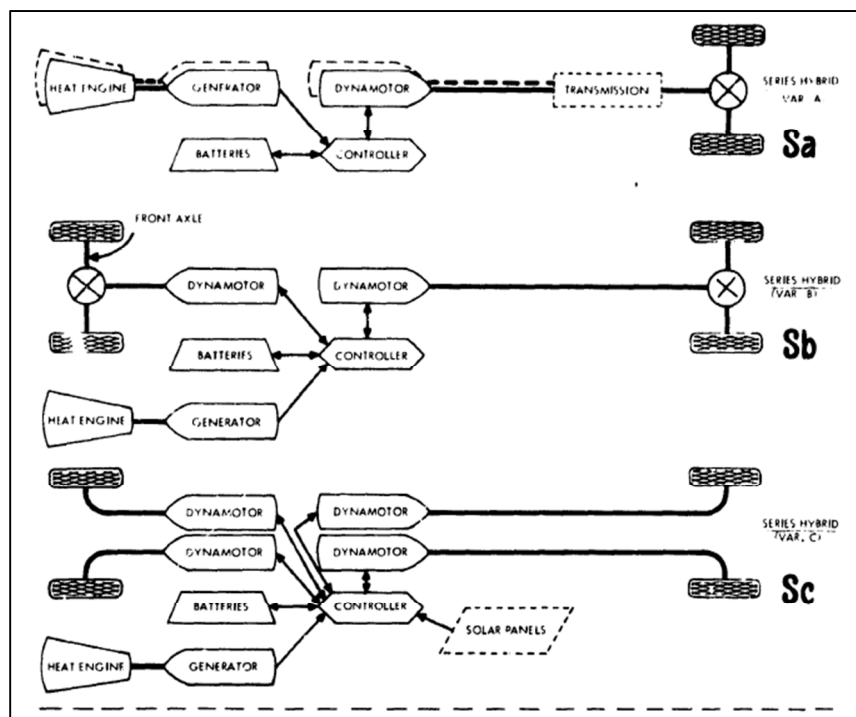 HEAT ENGINE
GENERATOR
DYNAMOTOR
TRANSMISSION
SERIES HYBRID
VAR. A
BATTERIES
CONTROLLER
Sa
FRONT AXLE
DYNAMOTOR
DYNAMOTOR
SERIES HYBRID
(VAR. B)
BATTERIES
CONTROLLER
Sb
HEAT ENGINE
GENERATOR
DYNAMOTOR
DYNAMOTOR
SERIES HYBRID
(VAR. C)
DYNAMOTOR
DYNAMOTOR
Sc
BATTERIES
CONTROLLER
SOLAR PANELS
HEAT ENGINE
GENERATOR